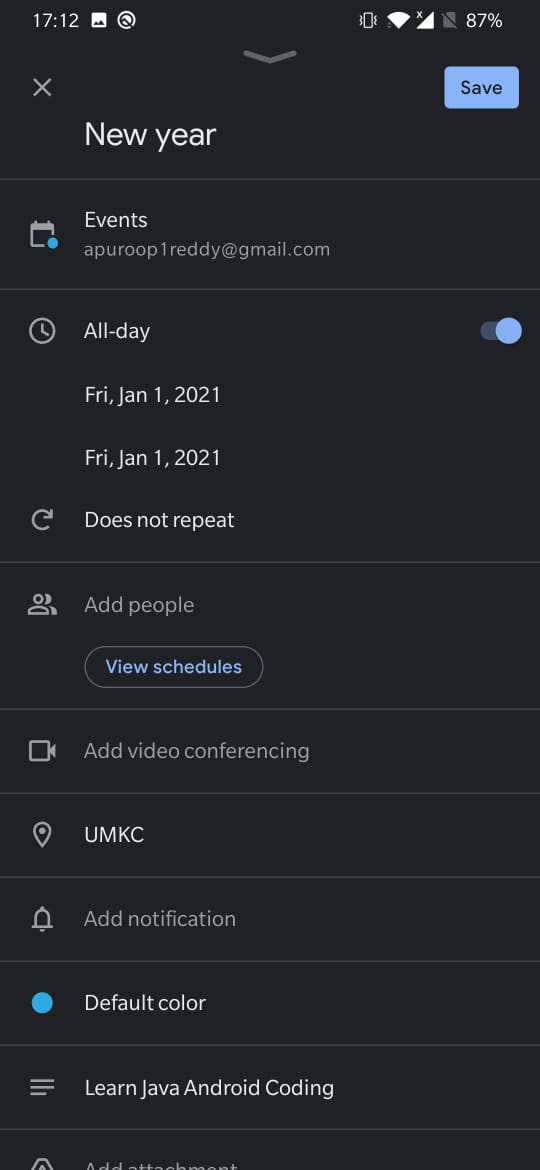 17:12
87%
Save
New year
Events
apuroop1reddy@gmail.com
All-day
Fri, Jan 1, 2021
Fri, Jan 1, 2021
Does not repeat
Add people
View schedules
Add video conferencing
UMKC
Add notification
Default color
Learn Java Android Coding
Add attachment